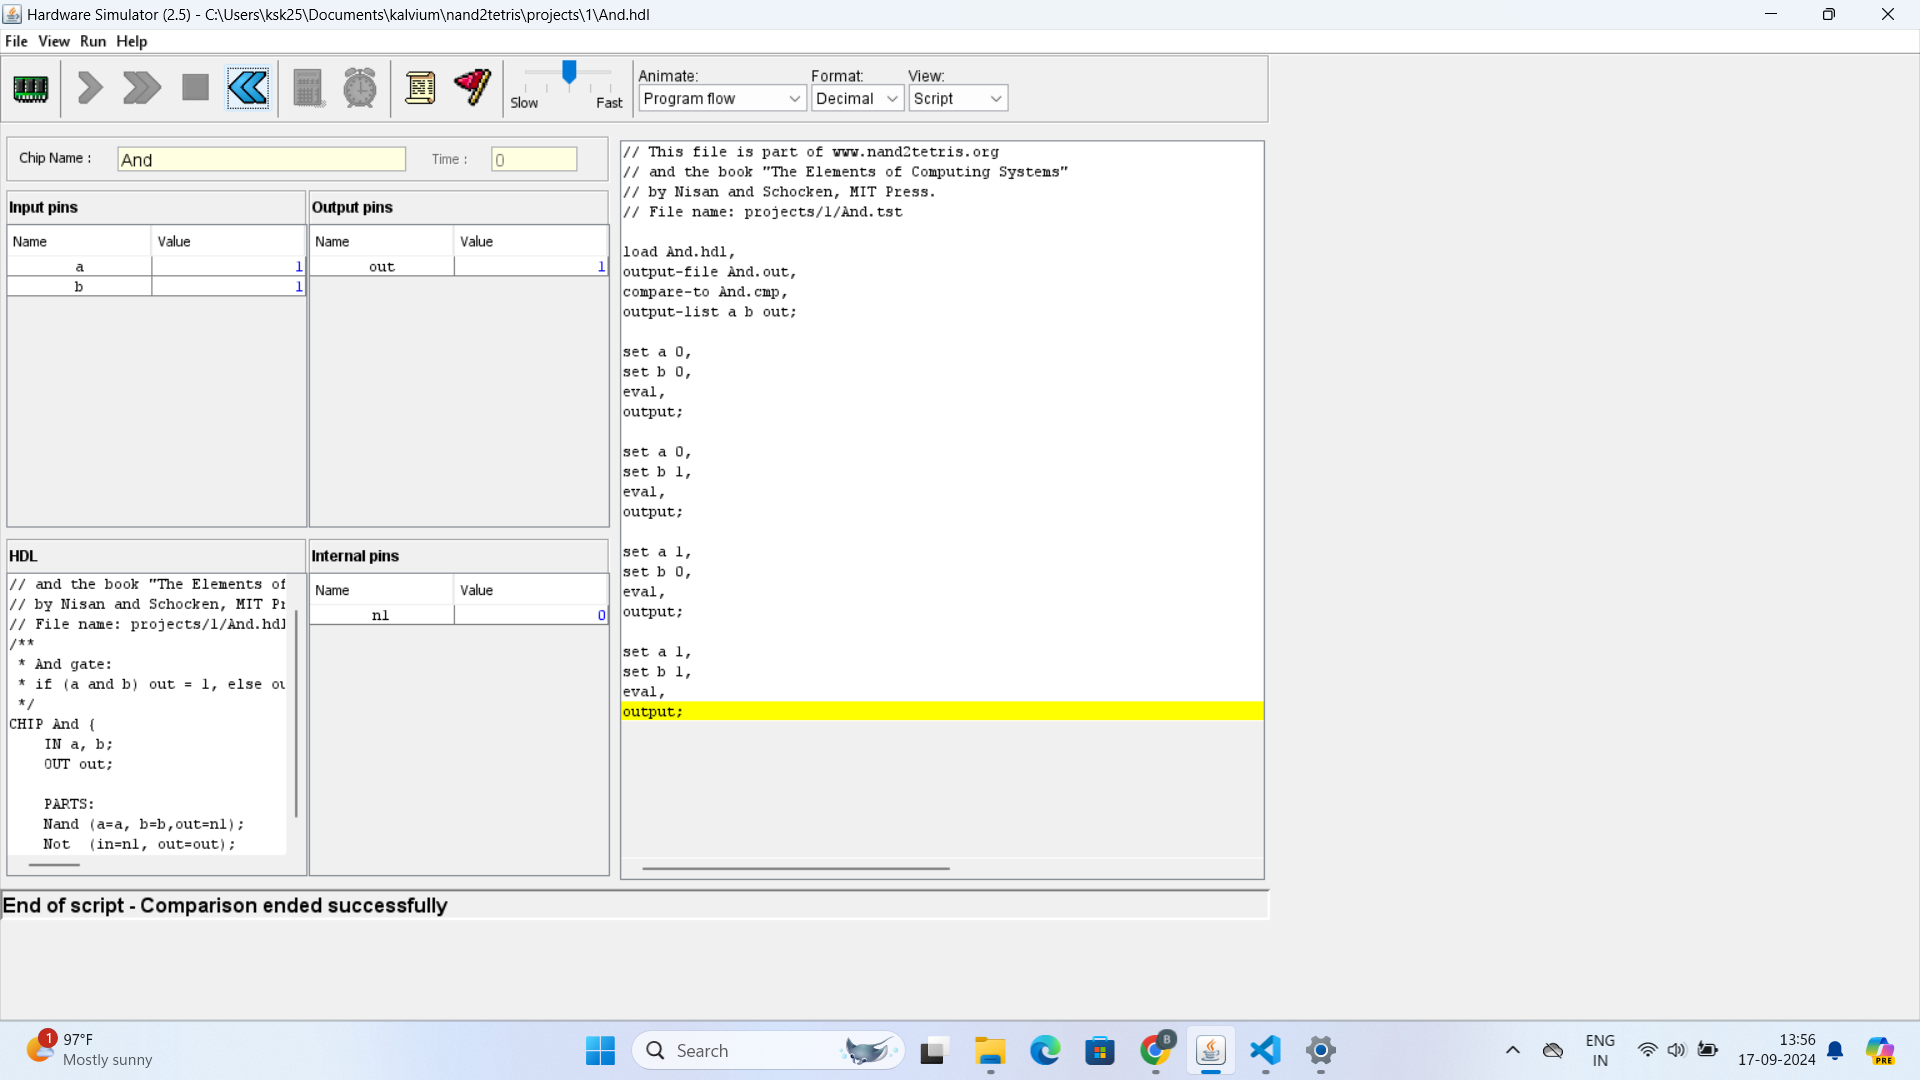 Hardware Simulator (2.5) - C:\Users\ksk25\Documents\kalvium\nand2tetris\projects\1\And.hdl
File View Run Help
Slow Fast
Animate: Format: View:
Program flow Decimal Script
Chip Name : And Time : 0
Input pins
Name Value
a 1
b 1
Output pins
Name Value
out 1
HDL
// and the book "The Elements of
// by Nisan and Schocken, MIT Pr
// File name: projects/1/And.hdl
/**
* And gate:
* if (a and b) out = 1, else ou
*/
CHIP And {
IN a, b;
OUT out;
PARTS:
Nand (a=a, b=b,out=n1);
Not (in=n1, out=out);
Internal pins
Name Value
n1 0
// This file is part of www.nand2tetris.org
// and the book "The Elements of Computing Systems"
// by Nisan and Schocken, MIT Press.
// File name: projects/1/And.tst
load And.hdl,
output-file And.out,
compare-to And.cmp,
output-list a b out;
set a 0,
set b 0,
eval,
output;
set a 0,
set b 1,
eval,
output;
set a 1,
set b 0,
eval,
output;
set a 1,
set b 1,
eval,
output;
End of script - Comparison ended successfully
1
97°F
Mostly sunny
Search
B
ENG
IN
13:56
17-09-2024
PRE